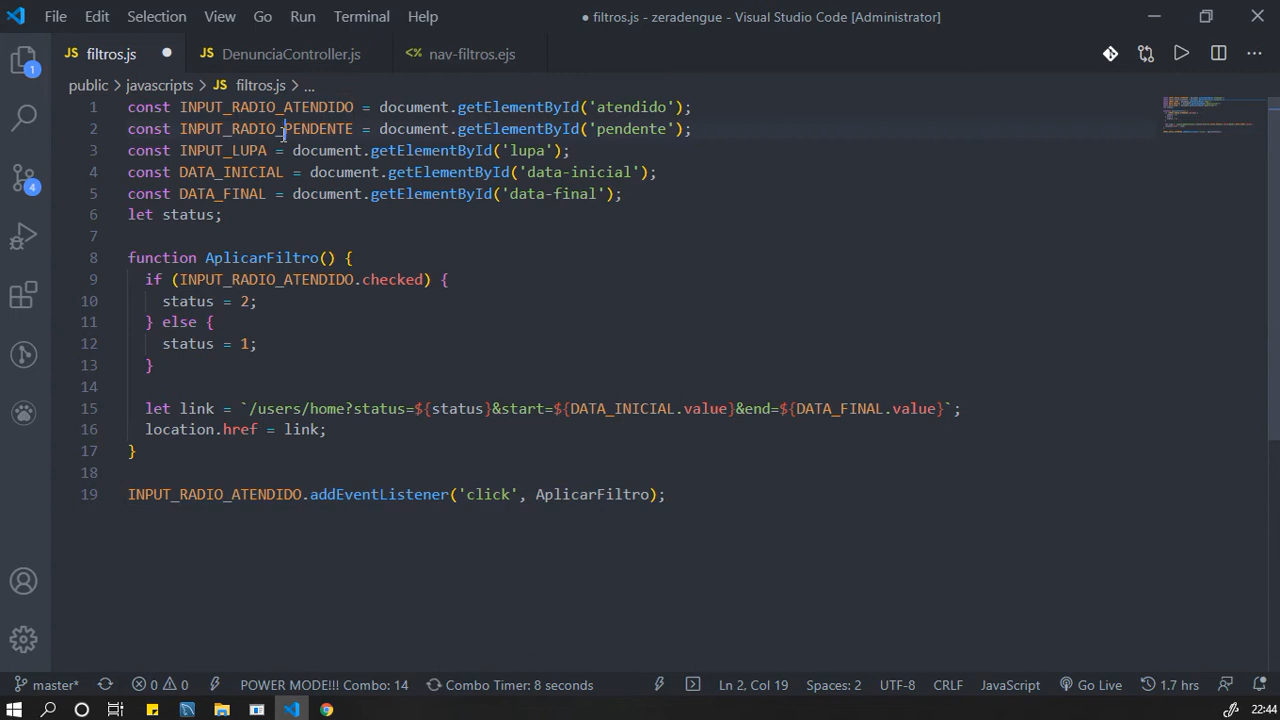 File Edit Selection View Go Run Terminal Help ● filtros.js - zeradengue - Visual Studio Code [Administrator]
JS filtros.js ● JS DenunciaController.js <> nav-filtros.ejs
public > javascripts > JS filtros.js > ...
1 const INPUT_RADIO_ATENDIDO = document.getElementById('atendido');
2 const INPUT_RADIO_PENDENTE = document.getElementById('pendente');
3 const INPUT_LUPA = document.getElementById('lupa');
4 const DATA_INICIAL = document.getElementById('data-inicial');
5 const DATA_FINAL = document.getElementById('data-final');
6 let status;
7
8 function AplicarFiltro() {
9 if (INPUT_RADIO_ATENDIDO.checked) {
10 status = 2;
11 } else {
12 status = 1;
13 }
14
15 let link = `/users/home?status=${status}&start=${DATA_INICIAL.value}&end=${DATA_FINAL.value}`;
16 location.href = link;
17 }
18
19 INPUT_RADIO_ATENDIDO.addEventListener('click', AplicarFiltro);
1
4
master* 0 0 POWER MODE!!! Combo: 14 Combo Timer: 8 seconds Ln 2, Col 19 Spaces: 2 UTF-8 CRLF JavaScript Go Live 1.7 hrs
22:44